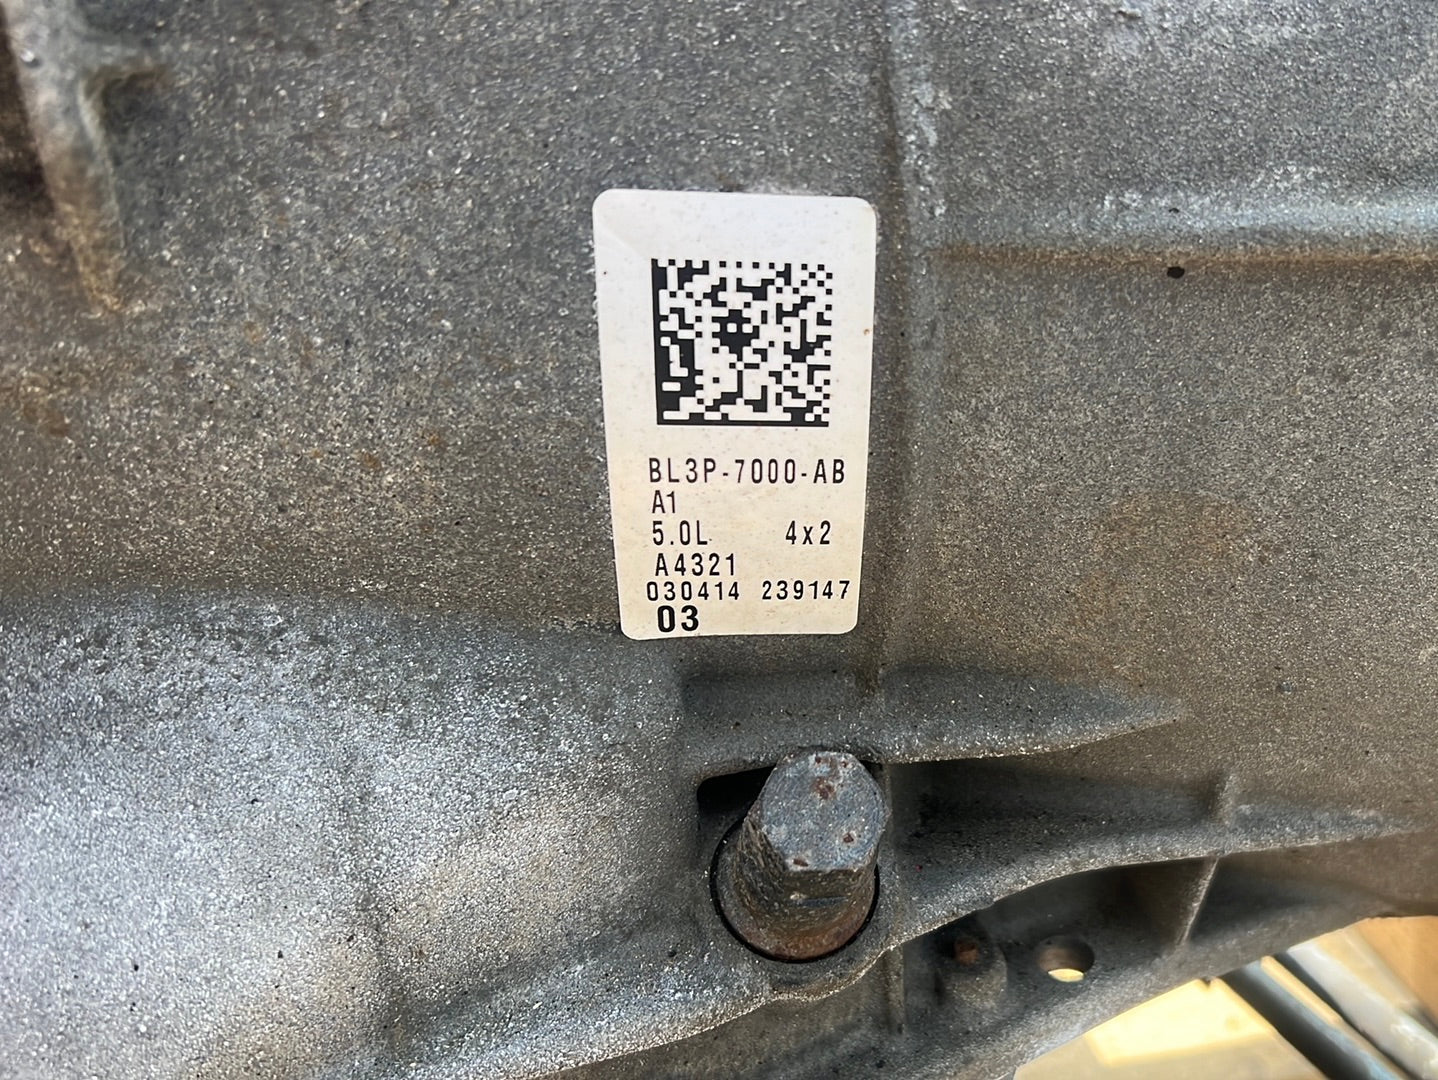 BL3P-7000-AB
A1
5.0L 4x2
A4321
030414 239147
03